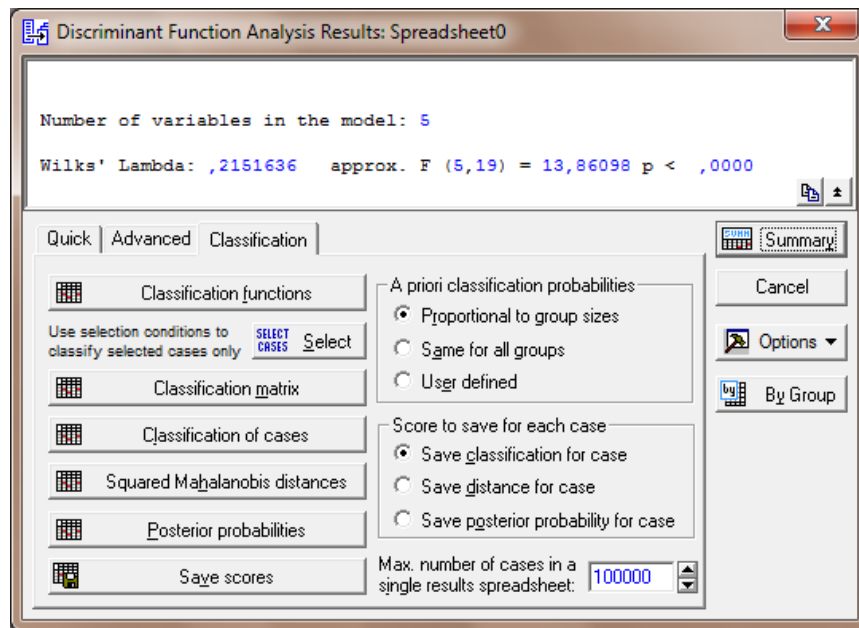 Discriminant Function Analysis Results: Spreadsheet0
Number of variables in the model: 5
Wilks' Lambda: ,2151636 approx. F (5,19) = 13,86098 p < ,0000
Quick Advanced Classification
Classification functions
Use selection conditions to
classify selected cases only
SELECT
CASES
Select
Classification matrix
Classification of cases
Squared Mahalanobis distances
Posterior probabilities
Save scores
A priori classification probabilities
Proportional to group sizes
Same for all groups
User defined
Score to save for each case
Save classification for case
Save distance for case
Save posterior probability for case
Max. number of cases in a
single results spreadsheet: 100000
SUMM
Summary
Cancel
Options
by
By Group